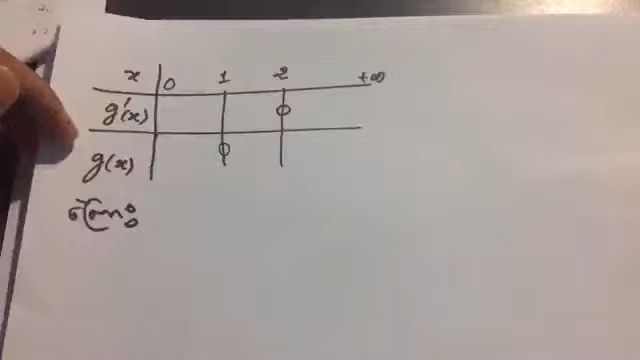 x 0 1 2 +∞
g'(x) 0
g(x) 0